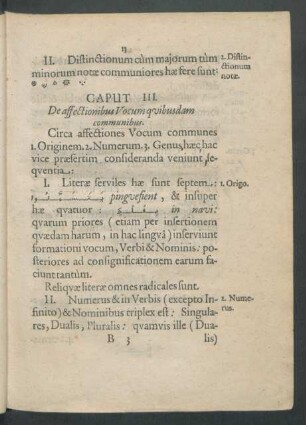 II. Distinctionum cùm majorum tùm
minorum notæ communiores hæ fere sunt:
1. Distin-
ctionum
notæ.
CAPUT III.
De affectionibus Vocum quibusdam
communibus.
Circa affectiones Vocum communes
1. Originem. 2. Numerum. 3. Genus, hæc, hac
vice præsertim consideranda veniunt, se-
qventia.:
I. Literæ serviles hæ sunt septem.:
1. Origo.
pingvefient, & insuper
hæ qvatuor : in navi:
qvarum priores (etiam per insertionem
qvædam harum, in hac lingvâ) inserviunt
formationi vocum, Verbi & Nominis: po-
steriores ad consignificationem earum fa-
ciunt tantùm.
Reliqvæ literæ omnes radicales sunt.
II. Numerus & in Verbis (excepto In-
finito) & Nominibus triplex est: Singula-
res, Dualis, Pluralis: qvamvis ille (Dua-
2. Nume-
rus.
B 3
lis)